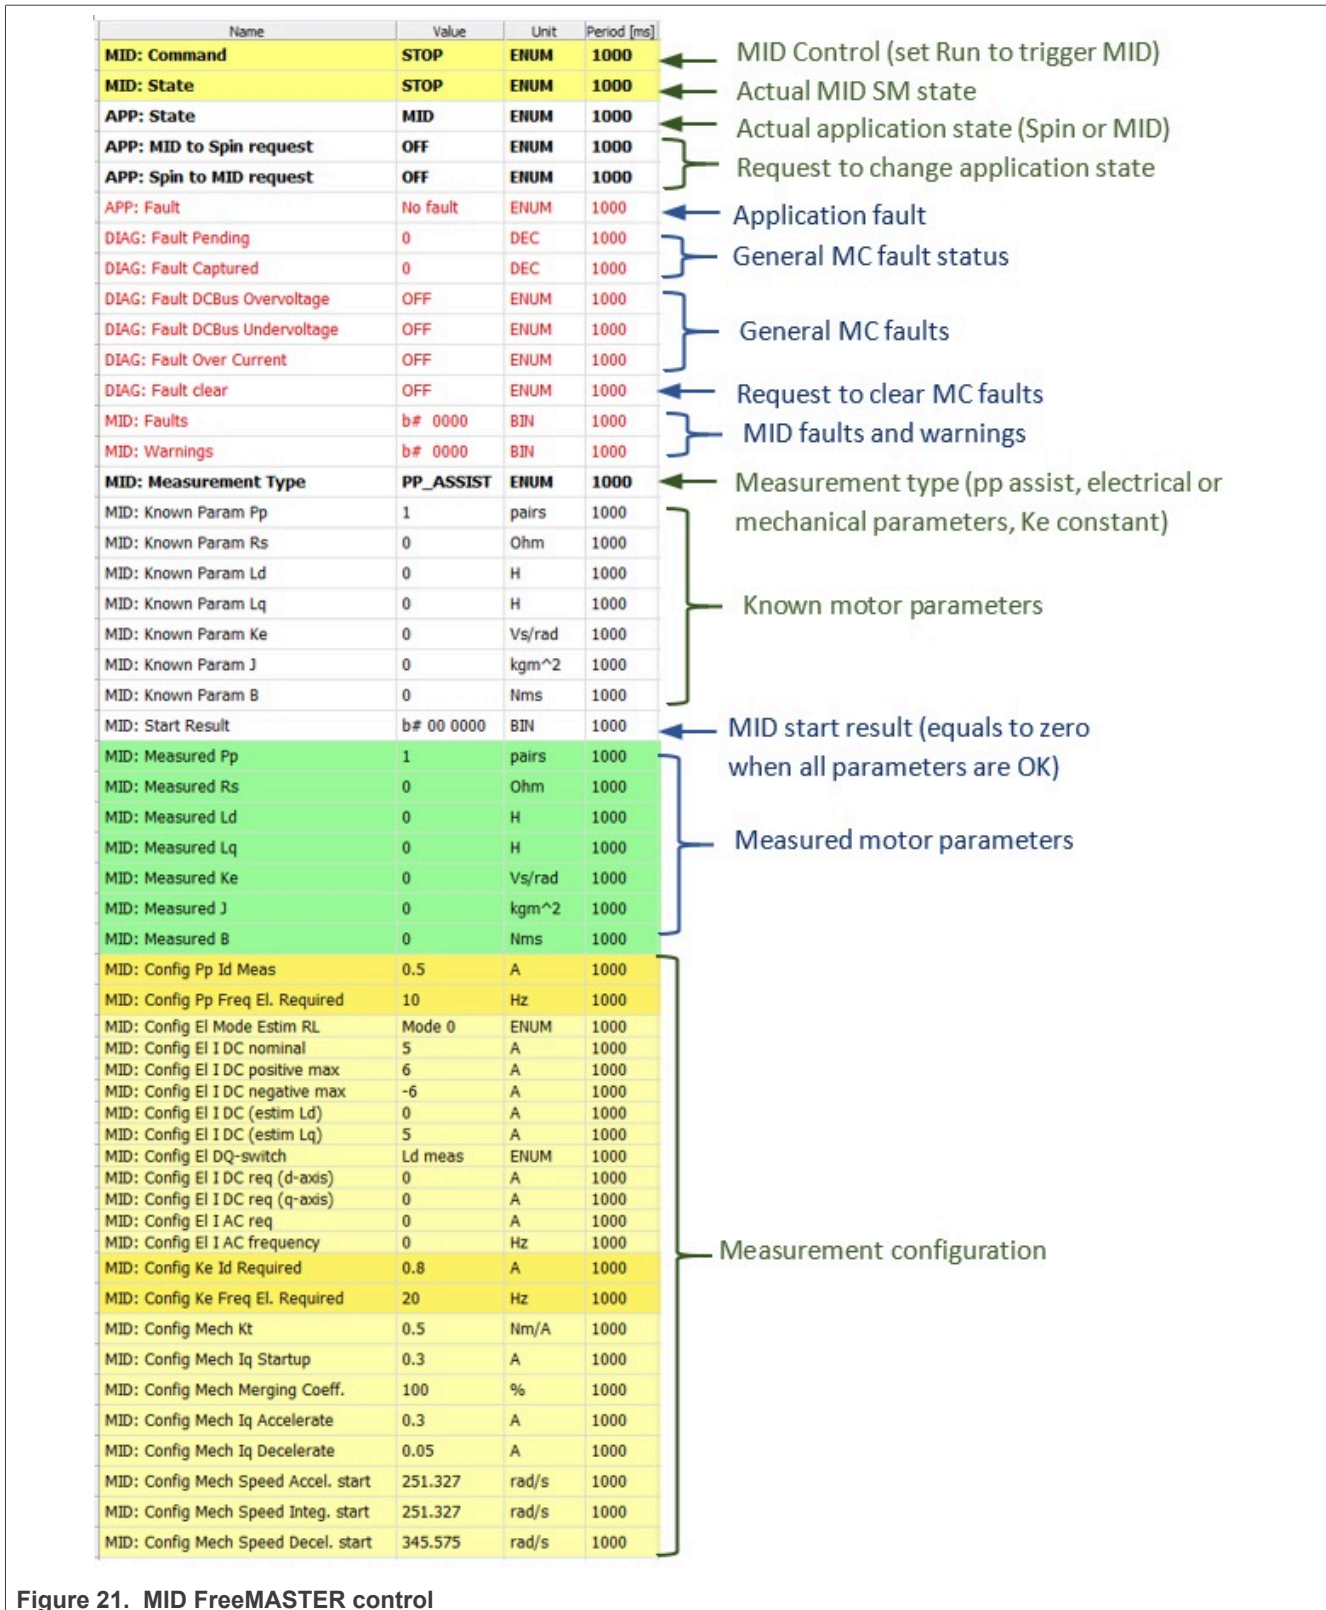 Name Value Unit Period [ms]
MID: Command STOP ENUM 1000
MID Control (set Run to trigger MID)
MID: State STOP ENUM 1000
Actual MID SM state
APP: State MID ENUM 1000
Actual application state (Spin or MID)
APP: MID to Spin request OFF ENUM 1000
Request to change application state
APP: Spin to MID request OFF ENUM 1000
APP: Fault No fault ENUM 1000
Application fault
DIAG: Fault Pending 0 DEC 1000
General MC fault status
DIAG: Fault Captured 0 DEC 1000
DIAG: Fault DCBus Overvoltage OFF ENUM 1000
DIAG: Fault DCBus Undervoltage OFF ENUM 1000
General MC faults
DIAG: Fault Over Current OFF ENUM 1000
DIAG: Fault clear OFF ENUM 1000
Request to clear MC faults
MID: Faults b# 0000 BIN 1000
MID faults and warnings
MID: Warnings b# 0000 BIN 1000
MID: Measurement Type PP_ASSIST ENUM 1000
Measurement type (pp assist, electrical or
mechanical parameters, Ke constant)
MID: Known Param Pp 1 pairs 1000
MID: Known Param Rs 0 Ohm 1000
MID: Known Param Ld 0 H 1000
MID: Known Param Lq 0 H 1000
Known motor parameters
MID: Known Param Ke 0 Vs/rad 1000
MID: Known Param J 0 kgm^2 1000
MID: Known Param B 0 Nms 1000
MID: Start Result b# 00 0000 BIN 1000
MID start result (equals to zero
when all parameters are OK)
MID: Measured Pp 1 pairs 1000
MID: Measured Rs 0 Ohm 1000
MID: Measured Ld 0 H 1000
MID: Measured Lq 0 H 1000
Measured motor parameters
MID: Measured Ke 0 Vs/rad 1000
MID: Measured J 0 kgm^2 1000
MID: Measured B 0 Nms 1000
MID: Config Pp Id Meas 0.5 A 1000
MID: Config Pp Freq El. Required 10 Hz 1000
MID: Config El Mode Estim RL Mode 0 ENUM 1000
MID: Config El I DC nominal 5 A 1000
MID: Config El I DC positive max 6 A 1000
MID: Config El I DC negative max -6 A 1000
MID: Config El I DC (estim Ld) 0 A 1000
MID: Config El I DC (estim Lq) 5 A 1000
MID: Config El DQ-switch Ld meas ENUM 1000
MID: Config El I DC req (d-axis) 0 A 1000
MID: Config El I DC req (q-axis) 0 A 1000
MID: Config El I AC req 0 A 1000
MID: Config El I AC frequency 0 Hz 1000
Measurement configuration
MID: Config Ke Id Required 0.8 A 1000
MID: Config Ke Freq El. Required 20 Hz 1000
MID: Config Mech Kt 0.5 Nm/A 1000
MID: Config Mech Iq Startup 0.3 A 1000
MID: Config Mech Merging Coeff. 100 % 1000
MID: Config Mech Iq Accelerate 0.3 A 1000
MID: Config Mech Iq Decelerate 0.05 A 1000
MID: Config Mech Speed Accel. start 251.327 rad/s 1000
MID: Config Mech Speed Integ. start 251.327 rad/s 1000
MID: Config Mech Speed Decel. start 345.575 rad/s 1000
Figure 21. MID FreeMASTER control